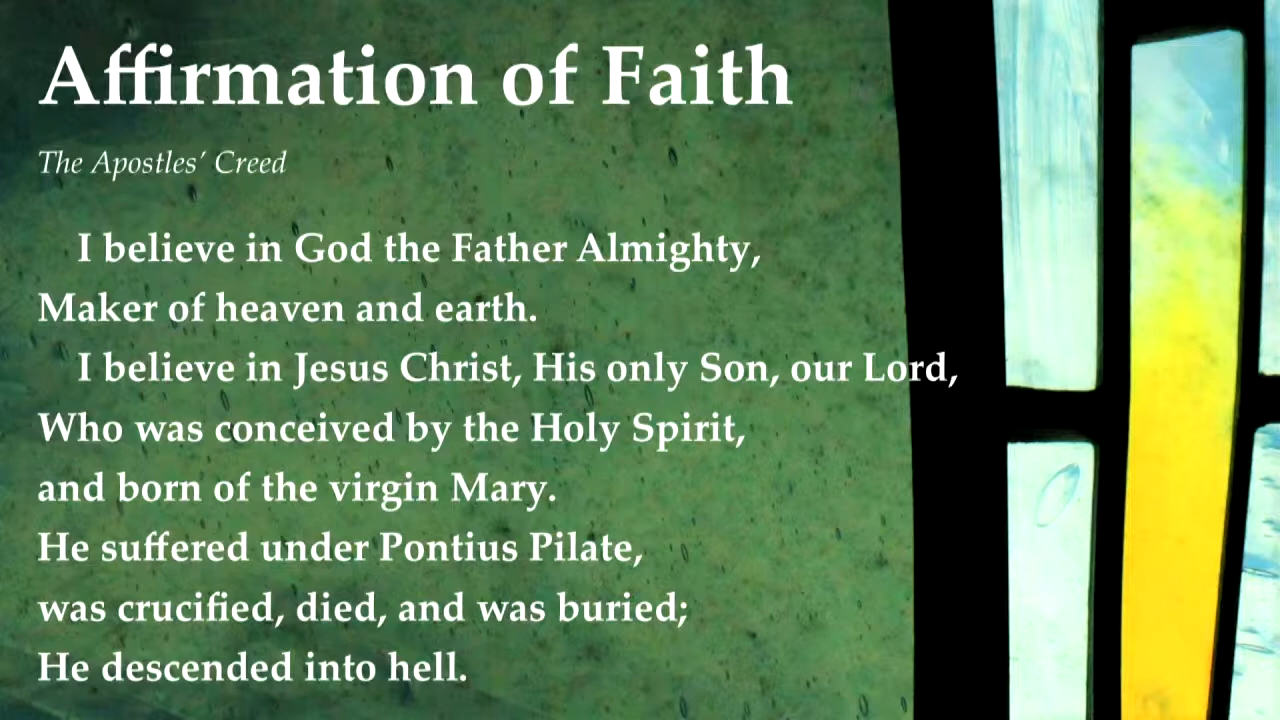 Affirmation of Faith
The Apostles’ Creed
I believe in God the Father Almighty,
Maker of heaven and earth.
I believe in Jesus Christ, His only Son, our Lord,
Who was conceived by the Holy Spirit,
and born of the virgin Mary.
He suffered under Pontius Pilate,
was crucified, died, and was buried;
He descended into hell.